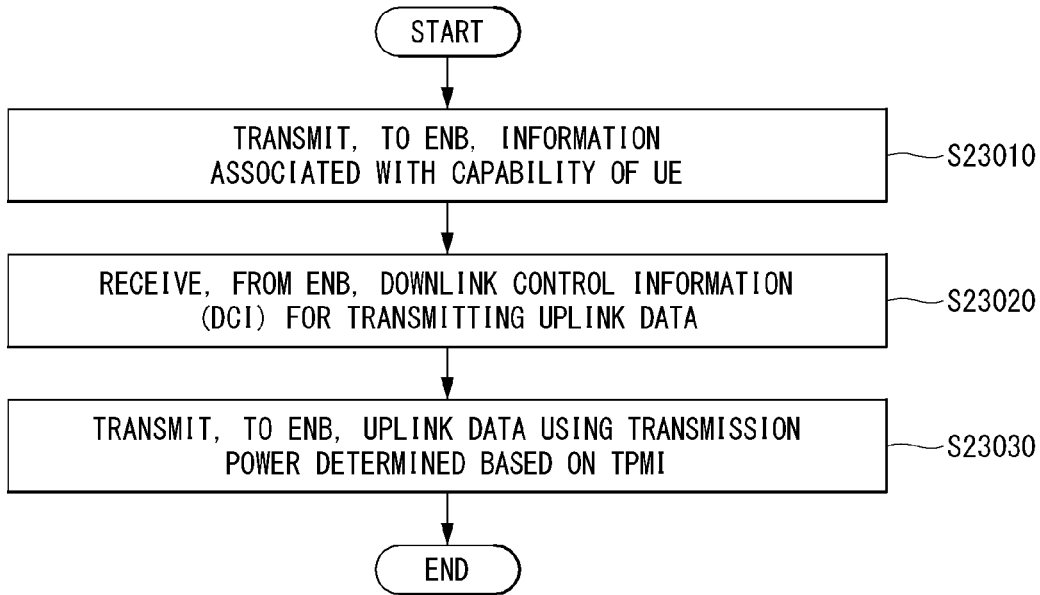 START
TRANSMIT, TO ENB, INFORMATION
ASSOCIATED WITH CAPABILITY OF UE
S23010
RECEIVE, FROM ENB, DOWNLINK CONTROL INFORMATION
(DCI) FOR TRANSMITTING UPLINK DATA
S23020
TRANSMIT, TO ENB, UPLINK DATA USING TRANSMISSION
POWER DETERMINED BASED ON TPMI
S23030
END